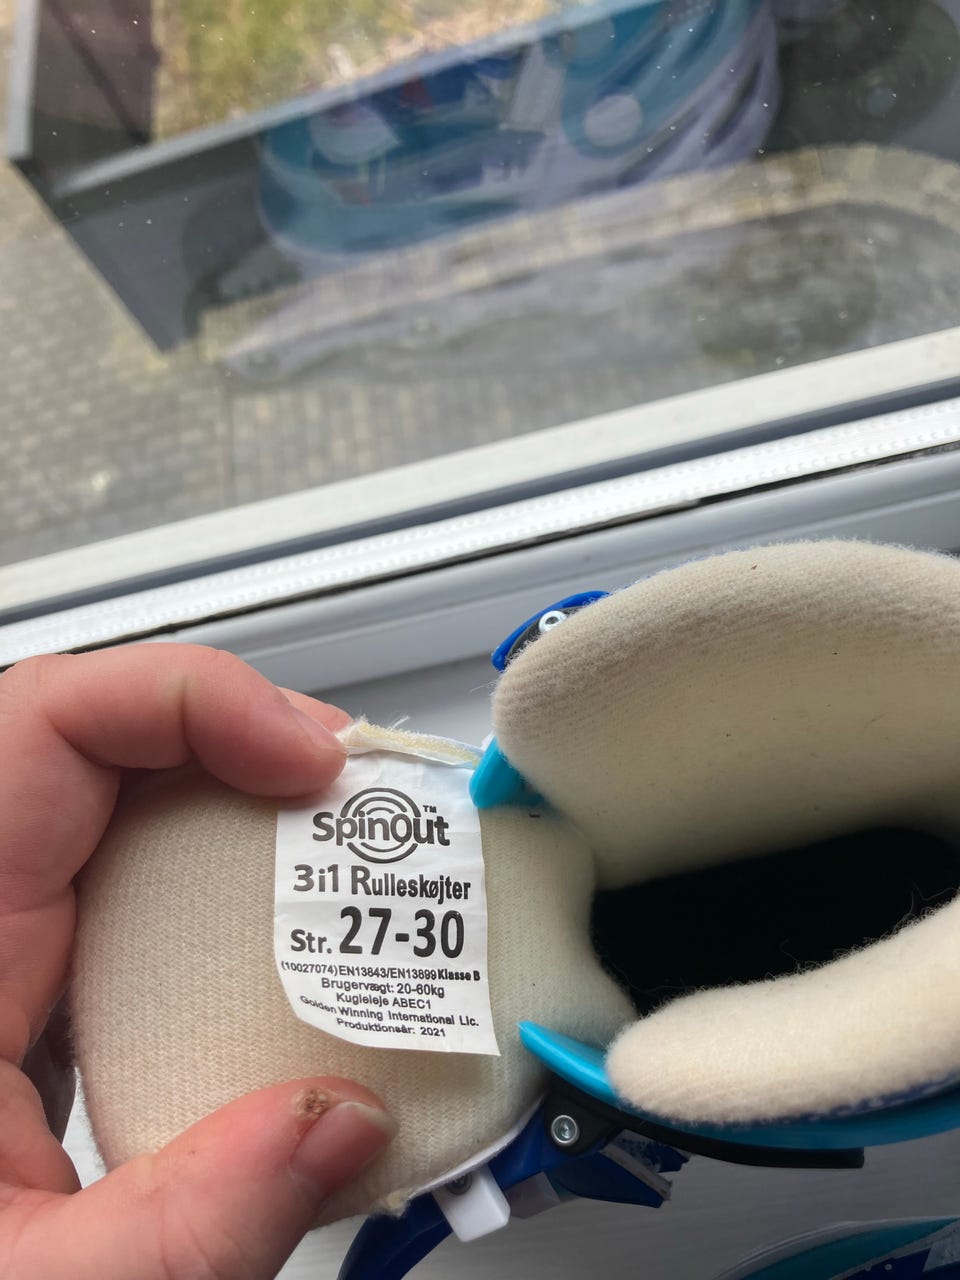 SpinOut™
3i1 Rulleskøjter
Str. 27-30
(10027074) EN13843/EN13899 Klasse B
Brugervægt: 20-60kg
Kugleleje ABEC1
Golden Winning International Llc.
Produktionsår: 2021